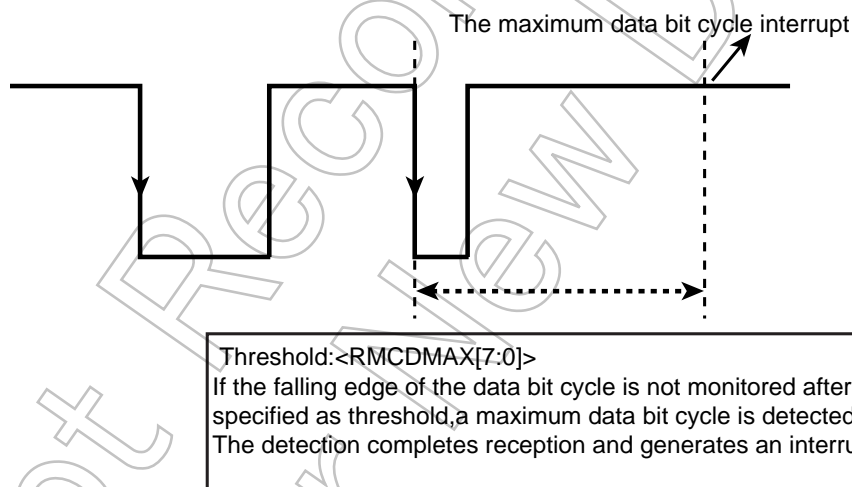 The maximum data bit cycle interrupt
Threshold:<RMCDMAX[7:0]>
If the falling edge of the data bit cycle is not monitored after
specified as threshold,a maximum data bit cycle is detected
The detection completes reception and generates an